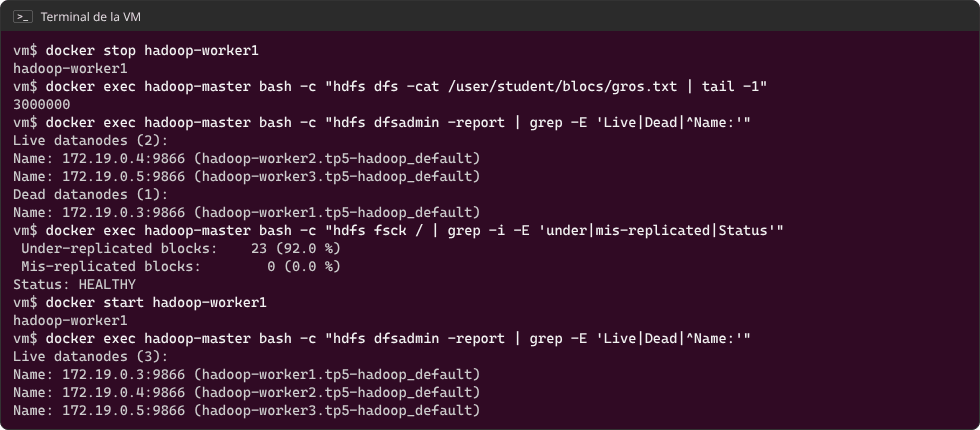 >_ Terminal de la VM
vm$ docker stop hadoop-worker1
hadoop-worker1
vm$ docker exec hadoop-master bash -c "hdfs dfs -cat /user/student/blocs/gros.txt | tail -1"
3000000
vm$ docker exec hadoop-master bash -c "hdfs dfsadmin -report | grep -E 'Live|Dead|^Name:'"
Live datanodes (2):
Name: 172.19.0.4:9866 (hadoop-worker2.tp5-hadoop_default)
Name: 172.19.0.5:9866 (hadoop-worker3.tp5-hadoop_default)
Dead datanodes (1):
Name: 172.19.0.3:9866 (hadoop-worker1.tp5-hadoop_default)
vm$ docker exec hadoop-master bash -c "hdfs fsck / | grep -i -E 'under|mis-replicated|Status'"
 Under-replicated blocks:    23 (92.0 %)
 Mis-replicated blocks:        0 (0.0 %)
Status: HEALTHY
vm$ docker start hadoop-worker1
hadoop-worker1
vm$ docker exec hadoop-master bash -c "hdfs dfsadmin -report | grep -E 'Live|Dead|^Name:'"
Live datanodes (3):
Name: 172.19.0.3:9866 (hadoop-worker1.tp5-hadoop_default)
Name: 172.19.0.4:9866 (hadoop-worker2.tp5-hadoop_default)
Name: 172.19.0.5:9866 (hadoop-worker3.tp5-hadoop_default)